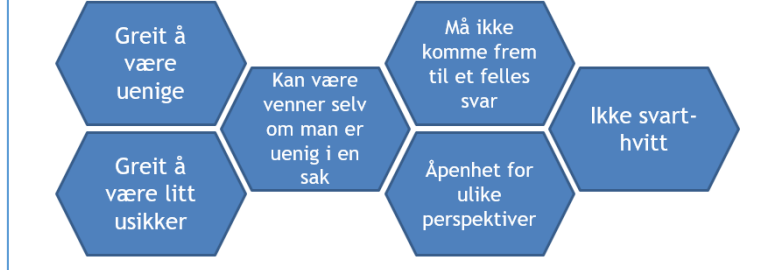 Greit å
være
uenige
Greit å
være litt
usikker
Kan være
venner selv
om man er
uenig i en
sak
Må ikke
komme frem
til et felles
svar
Åpenhet for
ulike
perspektiver
Ikke svart-
hvitt